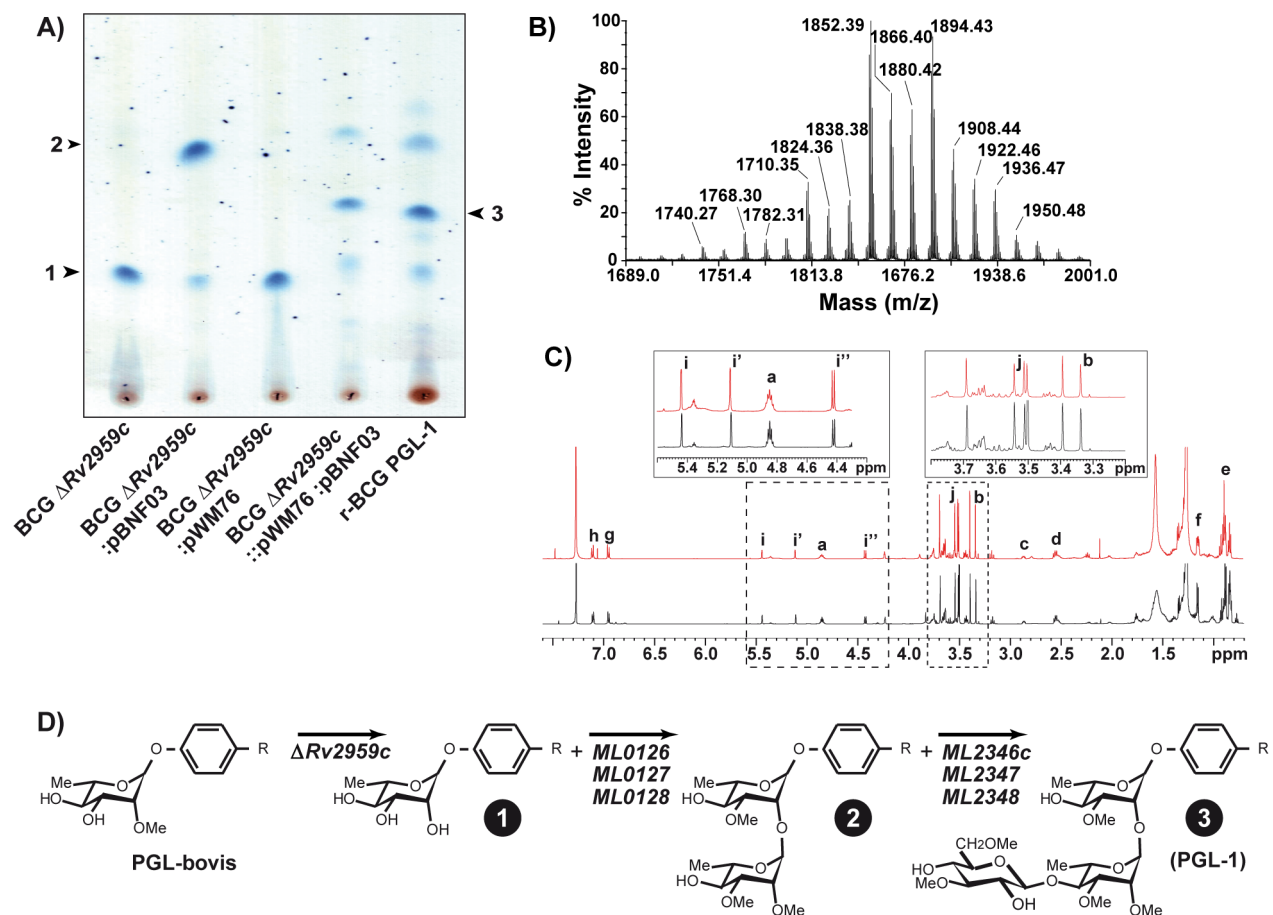 A)
2
3
1
BCG ΔRv2959c
BCG ΔRv2959c
:pBNF03
BCG ΔRv2959c
:pWM76
BCG ΔRv2959c
::pWM76 :pBNF03
r-BCG PGL-1
B)
% Intensity
100
80
60
40
20
0
1740.27
1768.30
1782.31
1710.35
1824.36
1838.38
1852.39
1866.40
1880.42
1894.43
1908.44
1922.46
1936.47
1950.48
1689.0 1751.4 1813.8 1676.2 1938.6 2001.0
Mass (m/z)
C)
i i' a i''
5.4 5.2 5.0 4.8 4.6 4.4 ppm
j b
3.7 3.5 3.3 ppm
h g i i' a i'' j b c d f e
7.0 6.5 6.0 5.5 5.0 4.5 4.0 3.5 3.0 2.5 2.0 1.5 ppm
D)
Me
O
O
R
HO
OH
OMe
PGL-bovis
ΔRv2959c
Me
O
O
R
HO
OH
OH
1
+ ML0126
ML0127
ML0128
Me
O
O
R
HO
OMe
O
Me
O
HO
OMe
OMe
2
+ ML2346c
ML2347
ML2348
Me
O
O
R
HO
OMe
O
CH2OMe
HO
O
MeO
OH
O
Me
O
OMe
OMe
3
(PGL-1)